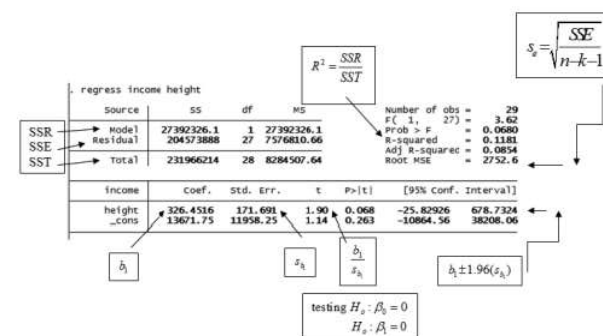 s_e = √(SSE / (n−k−1))
R² = SSR / SST
. regress income height
Source | SS df MS Number of obs = 29
F( 1, 27) = 3.62
SSR Model | 27392326.1 1 27392326.1 Prob > F = 0.0680
SSE Residual | 204573888 27 7576810.66 R-squared = 0.1181
Adj R-squared = 0.0854
SST Total | 231966214 28 8284507.64 Root MSE = 2752.6
income | Coef. Std. Err. t P>|t| [95% Conf. Interval]
height | 326.4516 171.691 1.90 0.068 -25.82926 678.7324
_cons | 13671.75 11958.25 1.14 0.263 -10864.56 38208.06
b₁ s_b₁ b₁ / s_b₁ b₁±1.96(s_b₁)
testing H_o : β₀ = 0
H_o : β₁ = 0